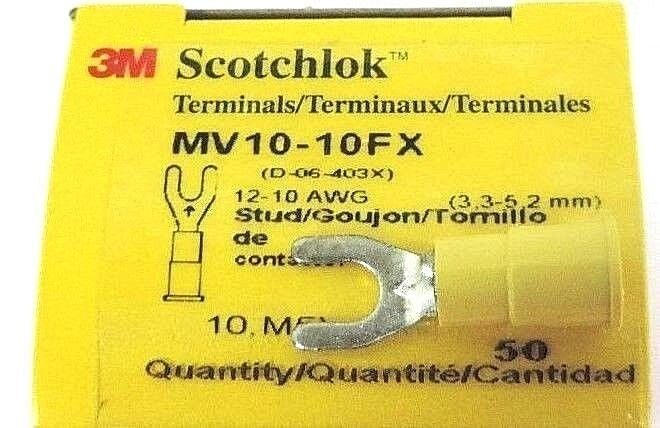 3M Scotchlok™
Terminals/Terminaux/Terminales
MV10-10FX
(D-06-403X)
12-10 AWG (3,3-5,2 mm)
Stud/Goujon/Tornillo
de
10,
50
Quantity/Quantité/Cantidad